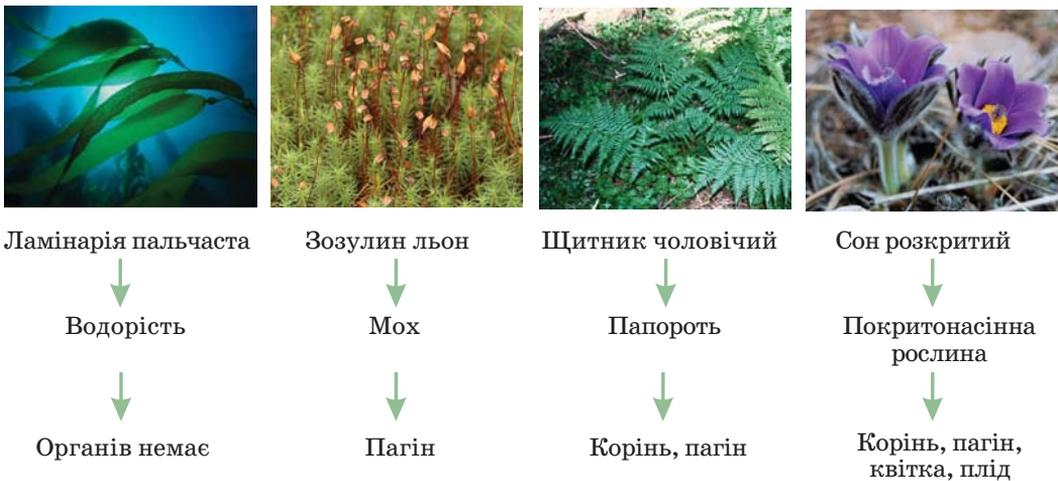 Ламінарія пальчаста
Зозулин льон
Щитник чоловічий
Сон розкритий
Водорість
Мох
Папороть
Покритонасінна
рослина
Органів немає
Пагін
Корінь, пагін
Корінь, пагін,
квітка, плід